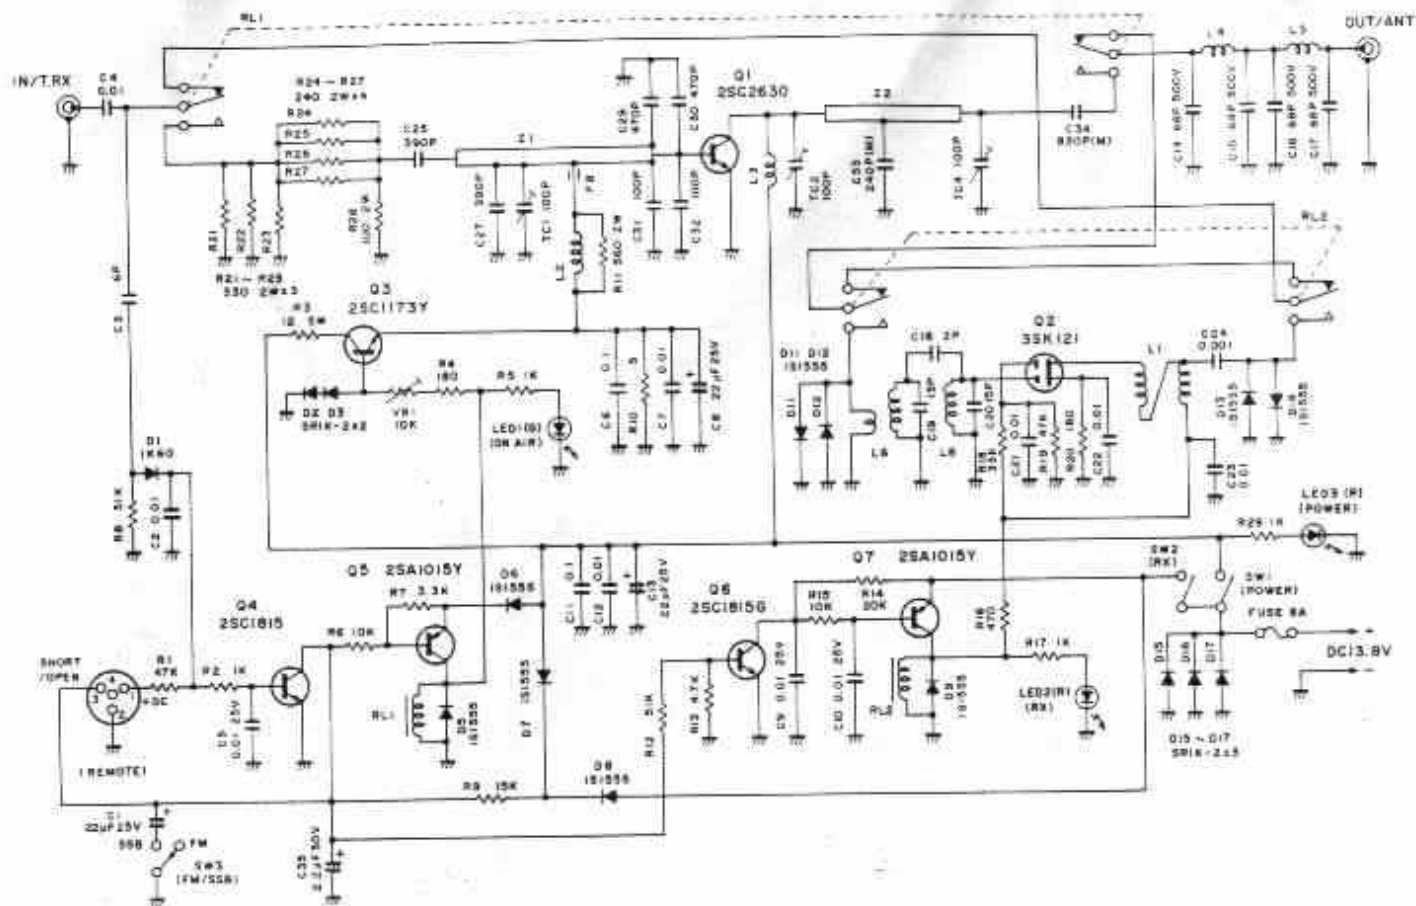 RL1
OUT/ANT
IN/T.RX
C4
0.01
R24 ~ R27
240 2W×4
R24
R25
R26
R27
C25
390P
Z1
C29
470P
C30 470P
Q1
2SC2630
Z2
C34
820P(M)
L4
L5
C14 68P 500V
C15 68P 500V
C16 68P 500V
C17 68P 500V
R21
R22
R23
R28
100 2W
R21 ~ R23
330 2W×3
C27 390P
TC1 100P
FB
L2
R11 560 2W
C31 100P
C32 110P
L3
TC2
100P
C33
240P(M)
TC4 100P
RL2
6P
C3
R3
12 5W
Q3
2SC1173Y
D2 D3
SR1K-2×2
VR1
10K
R4
180
R5 1K
LED1(G)
(ON AIR)
0.1
C6
5
R10
0.01
C7
C8 22μF25V
D11 D12
1S1555
D11
D12
L6
C18 2P
15P
C19
L8
C20 15P
Q2
3SK121
R18
33K
C21 0.01
R19 47K
R20 180
C22 0.01
L1
C24
0.001
D13
1S1555
D14
1S1555
C23
0.01
D1
1K60
R8 51K
C2 0.01
LED3(R)
(POWER)
R29 1K
SW2
(RX)
SW1
(POWER)
FUSE 8A
DC13.8V
+
-
Q5 2SA1015Y
R7 3.3K
R6 10K
D6
1S1555
C11 0.1
C12 0.01
C13
22μF25V
Q6
2SC1815G
Q7 2SA1015Y
R15
10K
R14
20K
R16
470
R17 1K
LED2(R)
(RX)
D15
D16
D17
D15 ~ D17
SR1K-2×3
Q4
2SC1815
SHORT
/OPEN
R1
47K
R2 1K
+DC
4
3
1
2
(REMOTE)
0.01 25V
RL1
D5
1S1555
D7 1S1555
R12 51K
R13 4.7K
C9 0.01 25V
C10 0.01 25V
D9
1S1555
R9 15K
D8
1S1555
22μF25V
SSB
FM
SW3
(FM/SSB)
C35
2.2μF50V